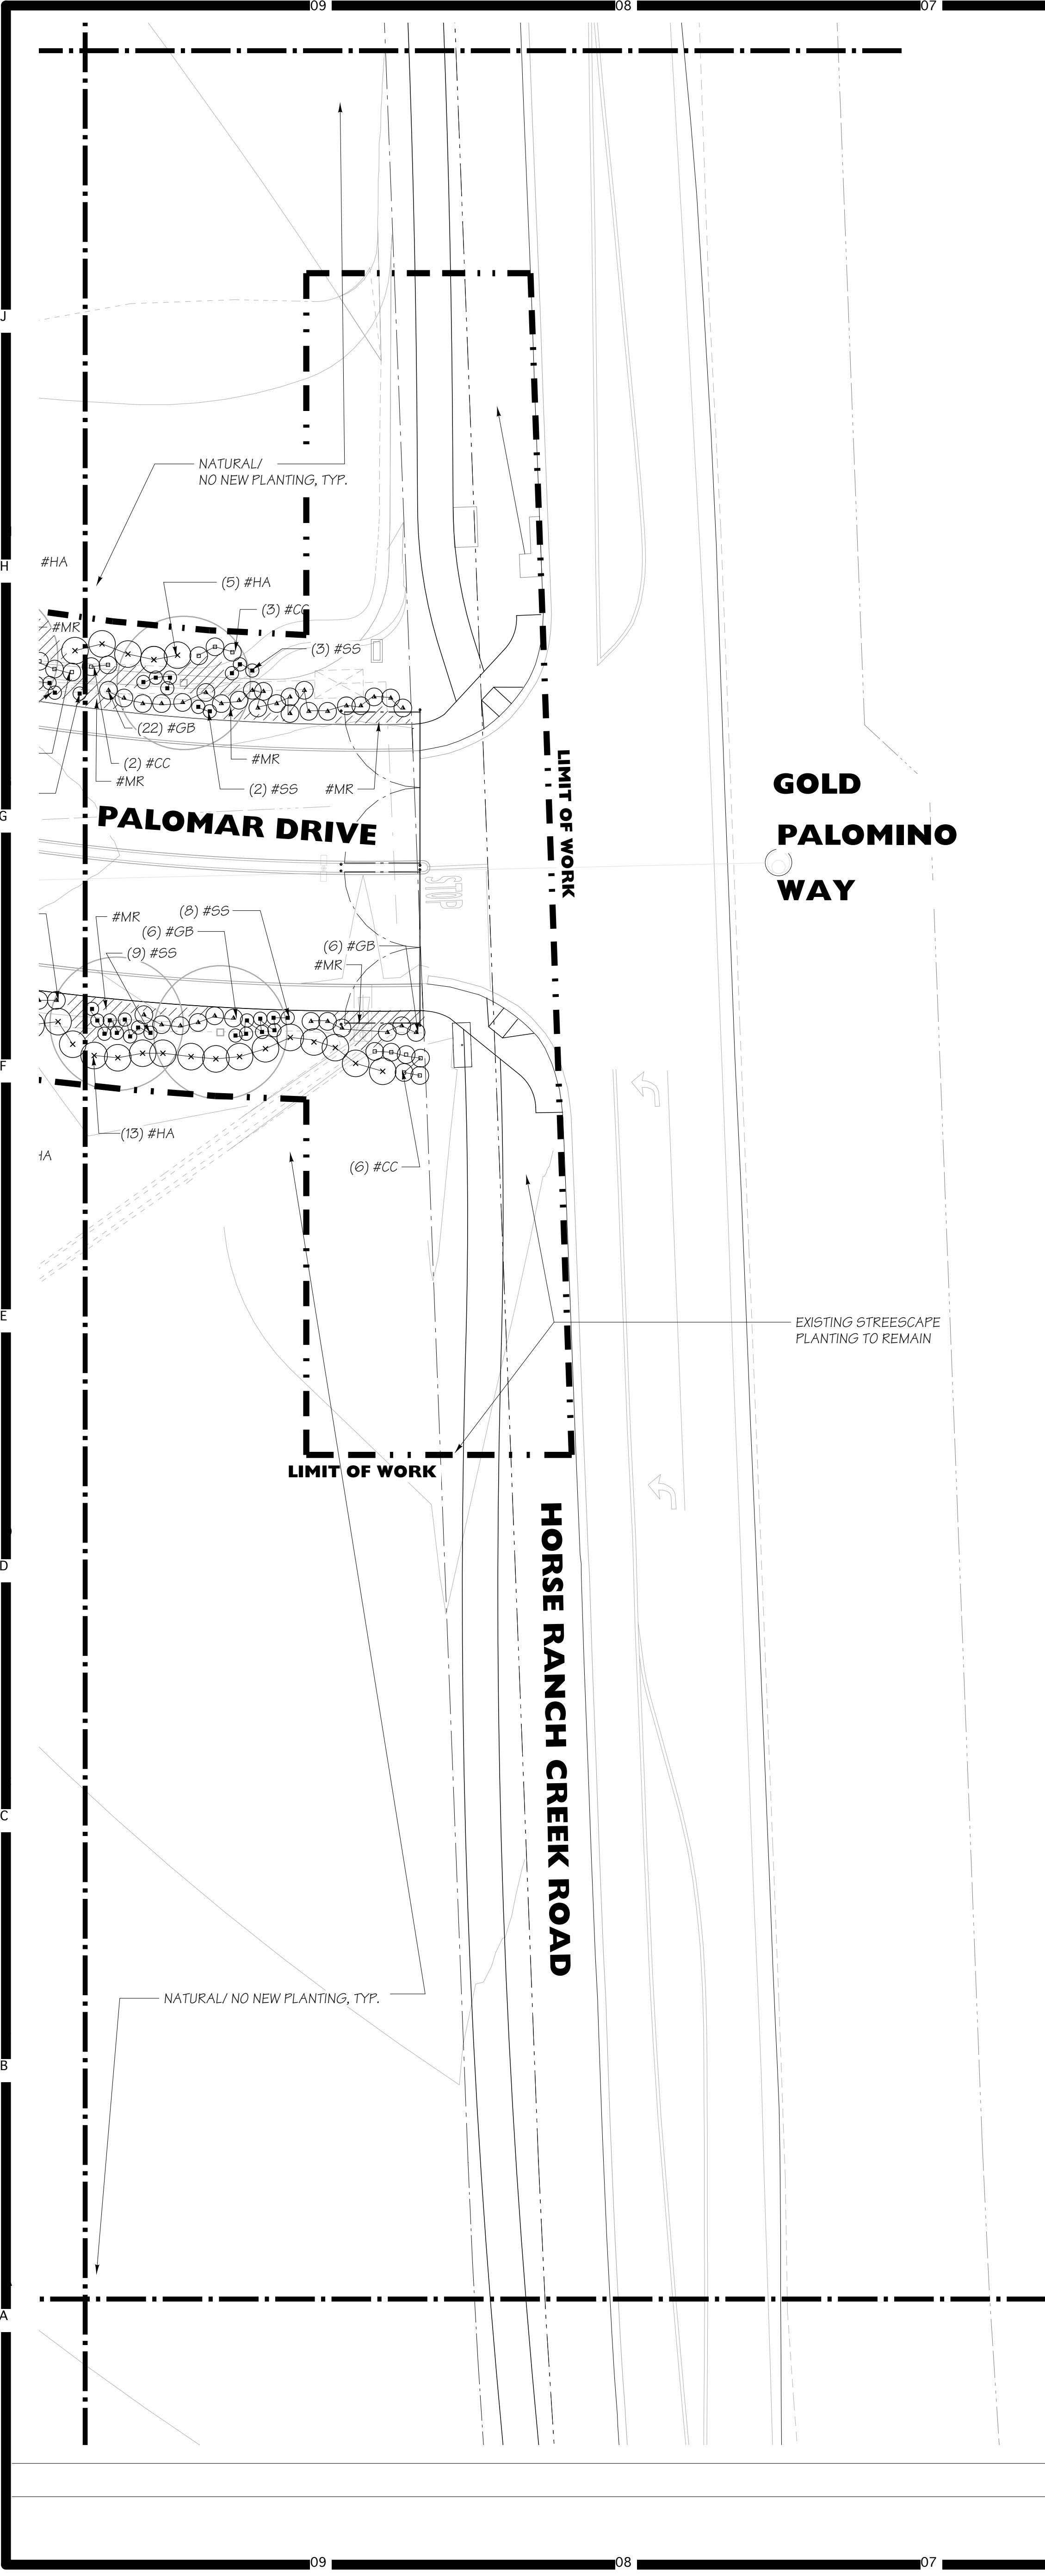 09
08
07
J
NATURAL/
NO NEW PLANTING, TYP.
H
#HA
(5) #HA
(3) #CC
#MR
(3) #SS
(22) #GB
#MR
(2) #CC
#MR
(2) #SS
#MR
LIMIT OF WORK
GOLD
PALOMINO
WAY
G
PALOMAR DRIVE
STOP
#MR
(8) #SS
(6) #GB
(9) #SS
(6) #GB
#MR
F
(13) #HA
HA
(6) #CC
E
EXISTING STREESCAPE
PLANTING TO REMAIN
LIMIT OF WORK
HORSE RANCH CREEK ROAD
D
C
NATURAL/ NO NEW PLANTING, TYP.
B
A
09
08
07